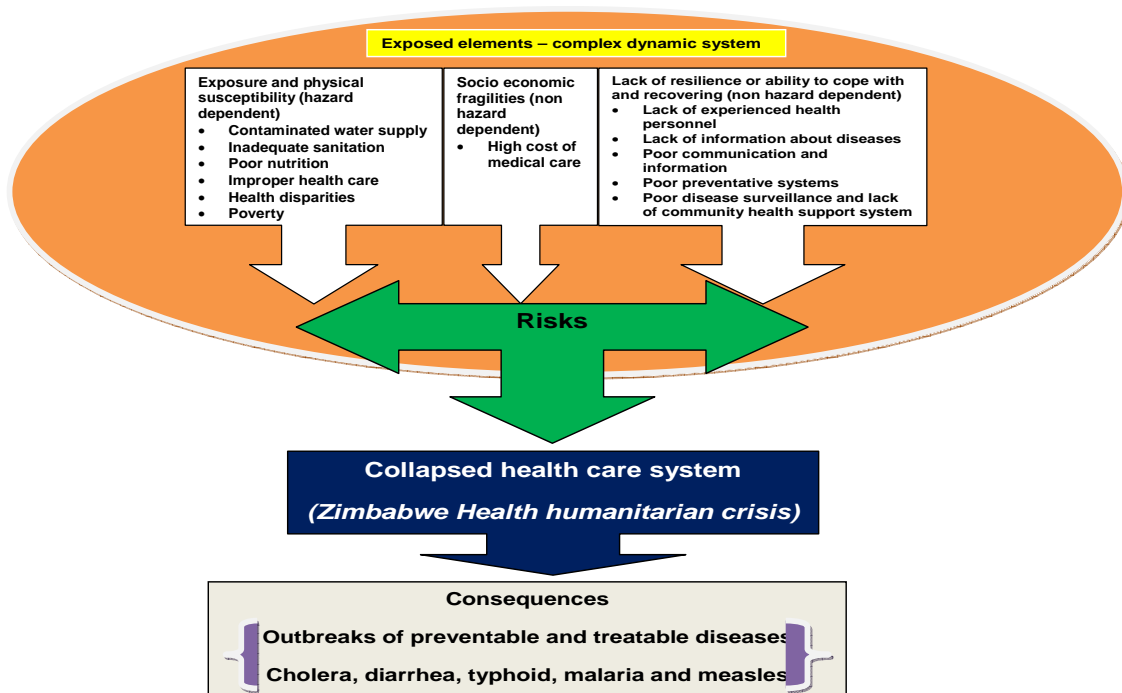 Exposed elements – complex dynamic system
Exposure and physical
susceptibility (hazard
dependent)
• Contaminated water supply
• Inadequate sanitation
• Poor nutrition
• Improper health care
• Health disparities
• Poverty
Socio economic
fragilities (non
hazard
dependent)
• High cost of
medical care
Lack of resilience or ability to cope with
and recovering (non hazard dependent)
• Lack of experienced health
personnel
• Lack of information about diseases
• Poor communication and
information
• Poor preventative systems
• Poor disease surveillance and lack
of community health support system
Risks
Collapsed health care system
(Zimbabwe Health humanitarian crisis)
Consequences
Outbreaks of preventable and treatable diseases
Cholera, diarrhea, typhoid, malaria and measles